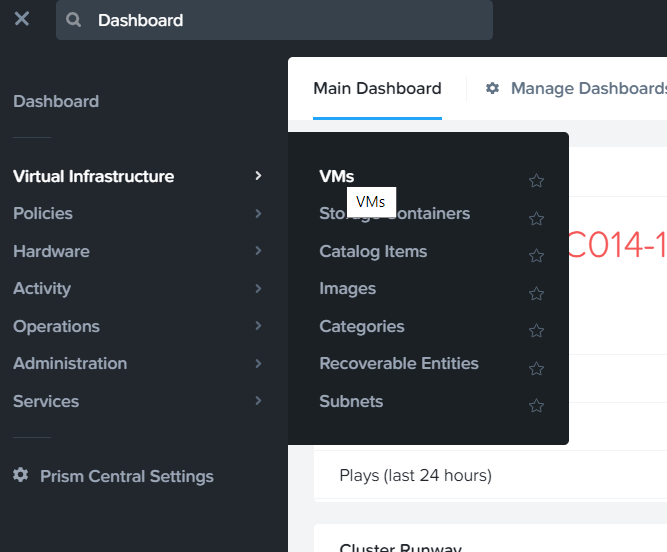 Dashboard
Dashboard
Main Dashboard
Manage Dashboards
Virtual Infrastructure
Policies
Hardware
Activity
Operations
Administration
Services
Prism Central Settings
VMs
VMs
Storage Containers
Catalog Items
Images
Categories
Recoverable Entities
Subnets
C014-1
Plays (last 24 hours)
Cluster Runway